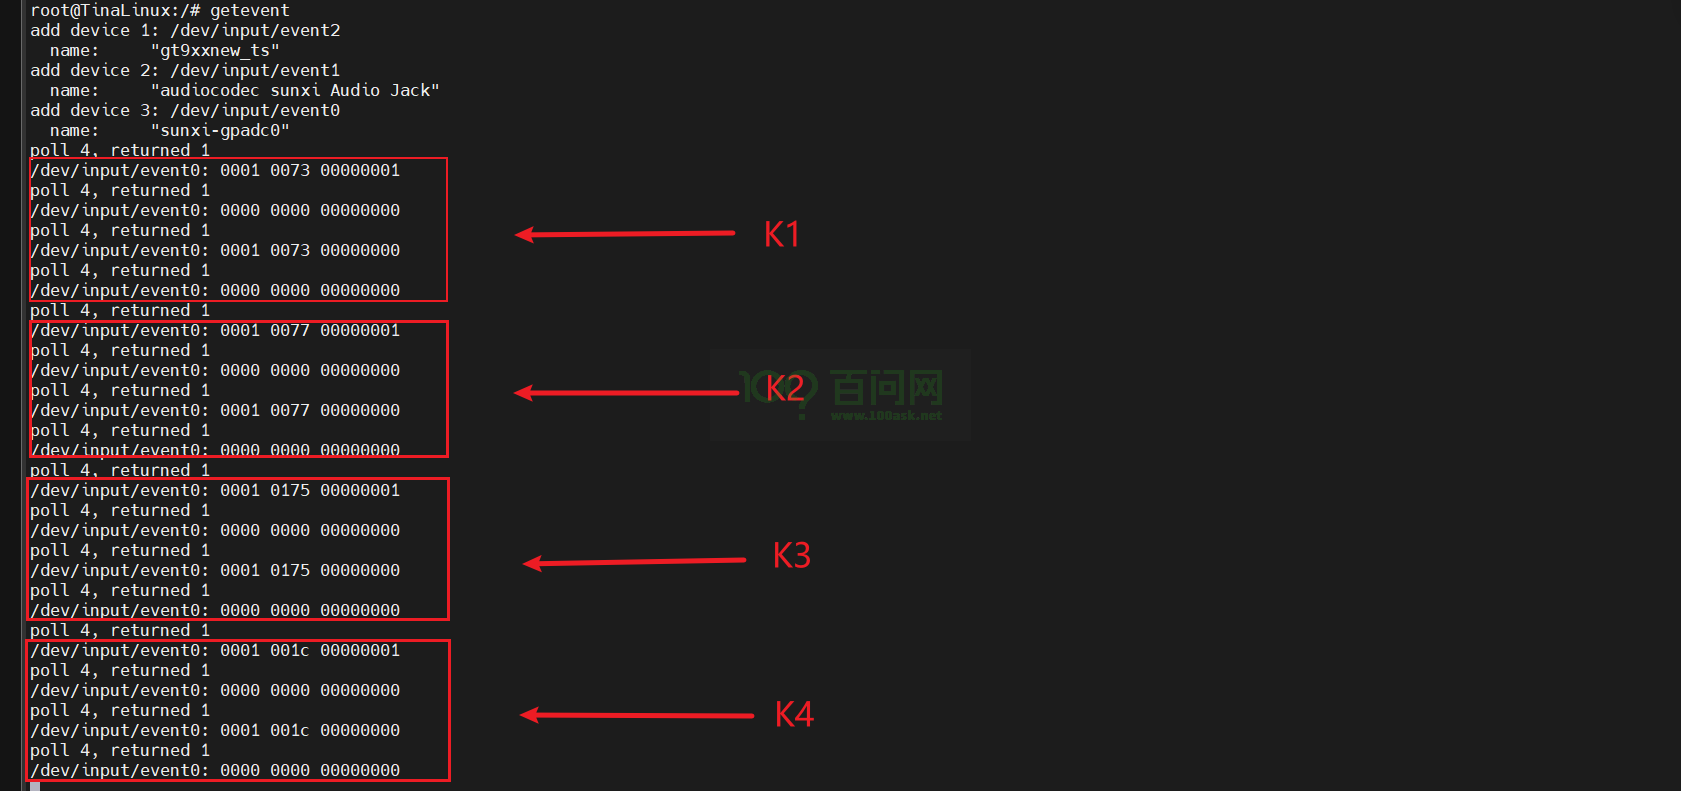 root@TinaLinux:/# getevent
add device 1: /dev/input/event2
  name:     "gt9xxnew_ts"
add device 2: /dev/input/event1
  name:     "audiocodec sunxi Audio Jack"
add device 3: /dev/input/event0
  name:     "sunxi-gpadc0"
poll 4, returned 1
/dev/input/event0: 0001 0073 00000001
poll 4, returned 1
/dev/input/event0: 0000 0000 00000000
poll 4, returned 1
K1
/dev/input/event0: 0001 0073 00000000
poll 4, returned 1
/dev/input/event0: 0000 0000 00000000
poll 4, returned 1
/dev/input/event0: 0001 0077 00000001
poll 4, returned 1
/dev/input/event0: 0000 0000 00000000
poll 4, returned 1
K2
100? 百问网
www.100ask.net
/dev/input/event0: 0001 0077 00000000
poll 4, returned 1
/dev/input/event0: 0000 0000 00000000
poll 4, returned 1
/dev/input/event0: 0001 0175 00000001
poll 4, returned 1
/dev/input/event0: 0000 0000 00000000
poll 4, returned 1
K3
/dev/input/event0: 0001 0175 00000000
poll 4, returned 1
/dev/input/event0: 0000 0000 00000000
poll 4, returned 1
/dev/input/event0: 0001 001c 00000001
poll 4, returned 1
/dev/input/event0: 0000 0000 00000000
poll 4, returned 1
K4
/dev/input/event0: 0001 001c 00000000
poll 4, returned 1
/dev/input/event0: 0000 0000 00000000